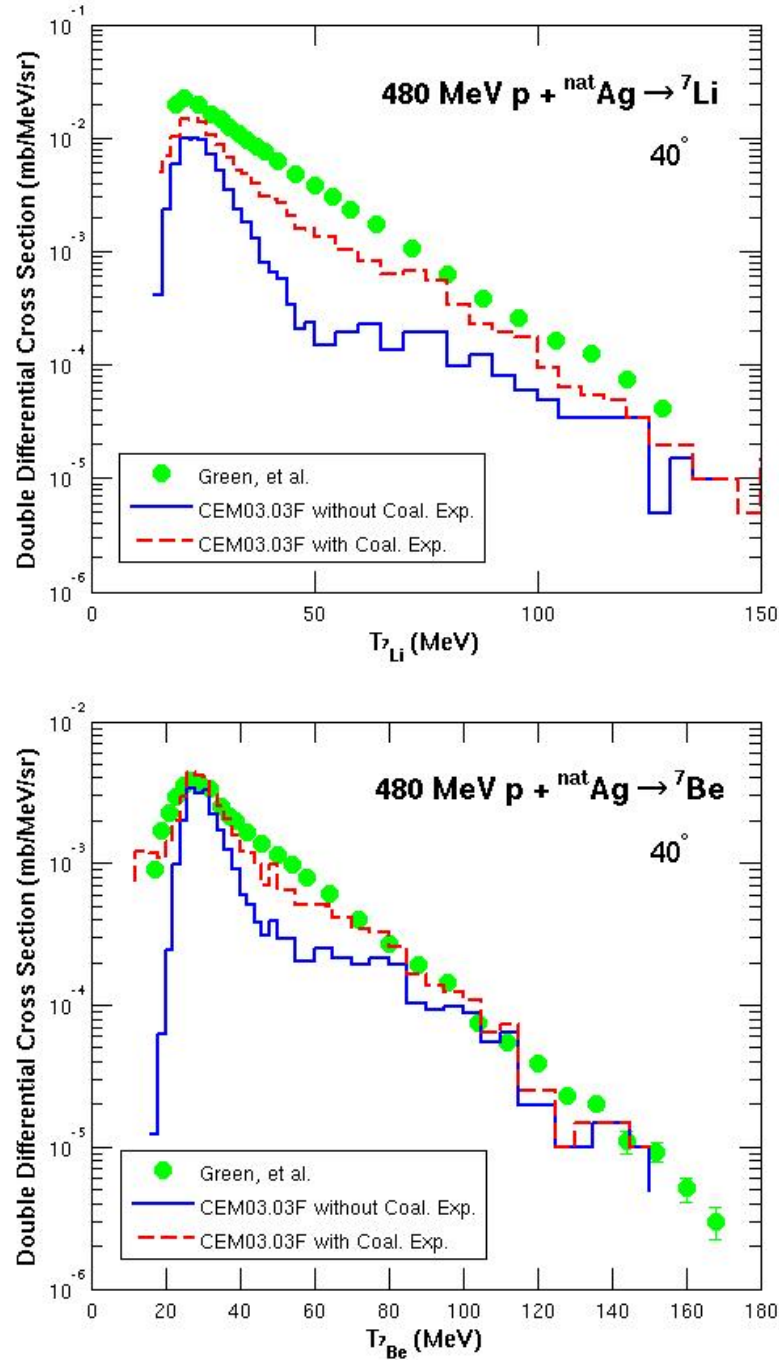 480 MeV p + ⁿᵃᵗAg → ⁷Li
40°
Double Differential Cross Section (mb/MeV/sr)
10⁻¹
10⁻²
10⁻³
10⁻⁴
10⁻⁵
10⁻⁶
Green, et al.
CEM03.03F without Coal. Exp.
CEM03.03F with Coal. Exp.
0 50 100 150
T⁷Li (MeV)
480 MeV p + ⁿᵃᵗAg → ⁷Be
40°
Double Differential Cross Section (mb/MeV/sr)
10⁻²
10⁻³
10⁻⁴
10⁻⁵
10⁻⁶
Green, et al.
CEM03.03F without Coal. Exp.
CEM03.03F with Coal. Exp.
0 20 40 60 80 100 120 140 160 180
T⁷Be (MeV)